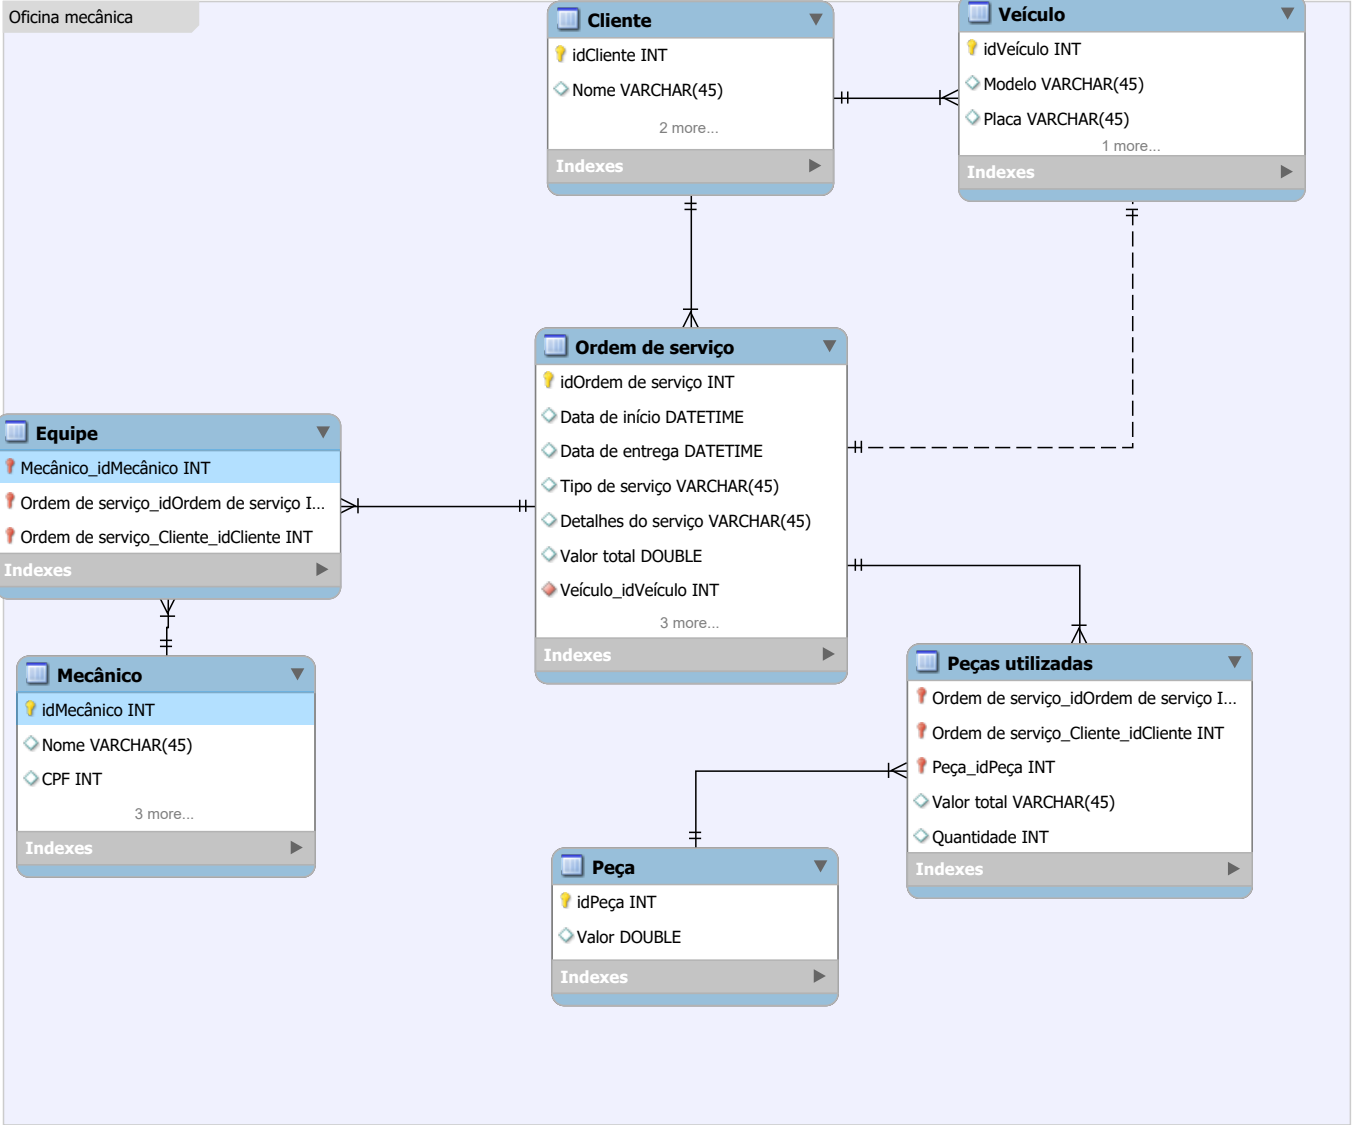 Oficina mecânica
Cliente
idCliente INT
Nome VARCHAR(45)
2 more...
Indexes
Veículo
idVeículo INT
Modelo VARCHAR(45)
Placa VARCHAR(45)
1 more...
Indexes
Ordem de serviço
idOrdem de serviço INT
Data de início DATETIME
Data de entrega DATETIME
Tipo de serviço VARCHAR(45)
Detalhes do serviço VARCHAR(45)
Valor total DOUBLE
Veículo_idVeículo INT
3 more...
Indexes
Equipe
Mecânico_idMecânico INT
Ordem de serviço_idOrdem de serviço I...
Ordem de serviço_Cliente_idCliente INT
Indexes
Mecânico
idMecânico INT
Nome VARCHAR(45)
CPF INT
3 more...
Indexes
Peças utilizadas
Ordem de serviço_idOrdem de serviço I...
Ordem de serviço_Cliente_idCliente INT
Peça_idPeça INT
Valor total VARCHAR(45)
Quantidade INT
Indexes
Peça
idPeça INT
Valor DOUBLE
Indexes